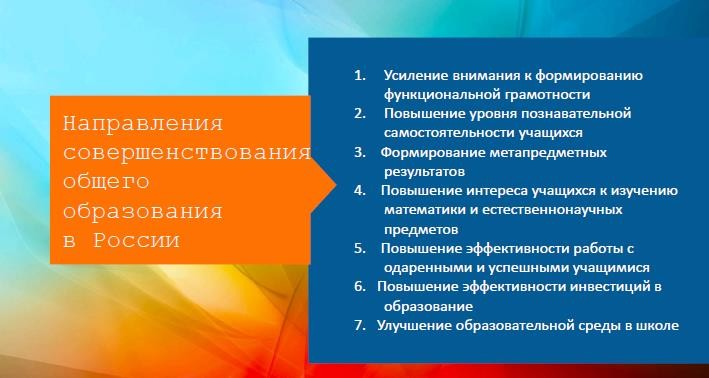 Направления
совершенствования
общего
образования
в России
1. Усиление внимания к формированию
функциональной грамотности
2. Повышение уровня познавательной
самостоятельности учащихся
3. Формирование метапредметных
результатов
4. Повышение интереса учащихся к изучению
математики и естественнонаучных
предметов
5. Повышение эффективности работы с
одаренными и успешными учащимися
6. Повышение эффективности инвестиций в
образование
7. Улучшение образовательной среды в школе